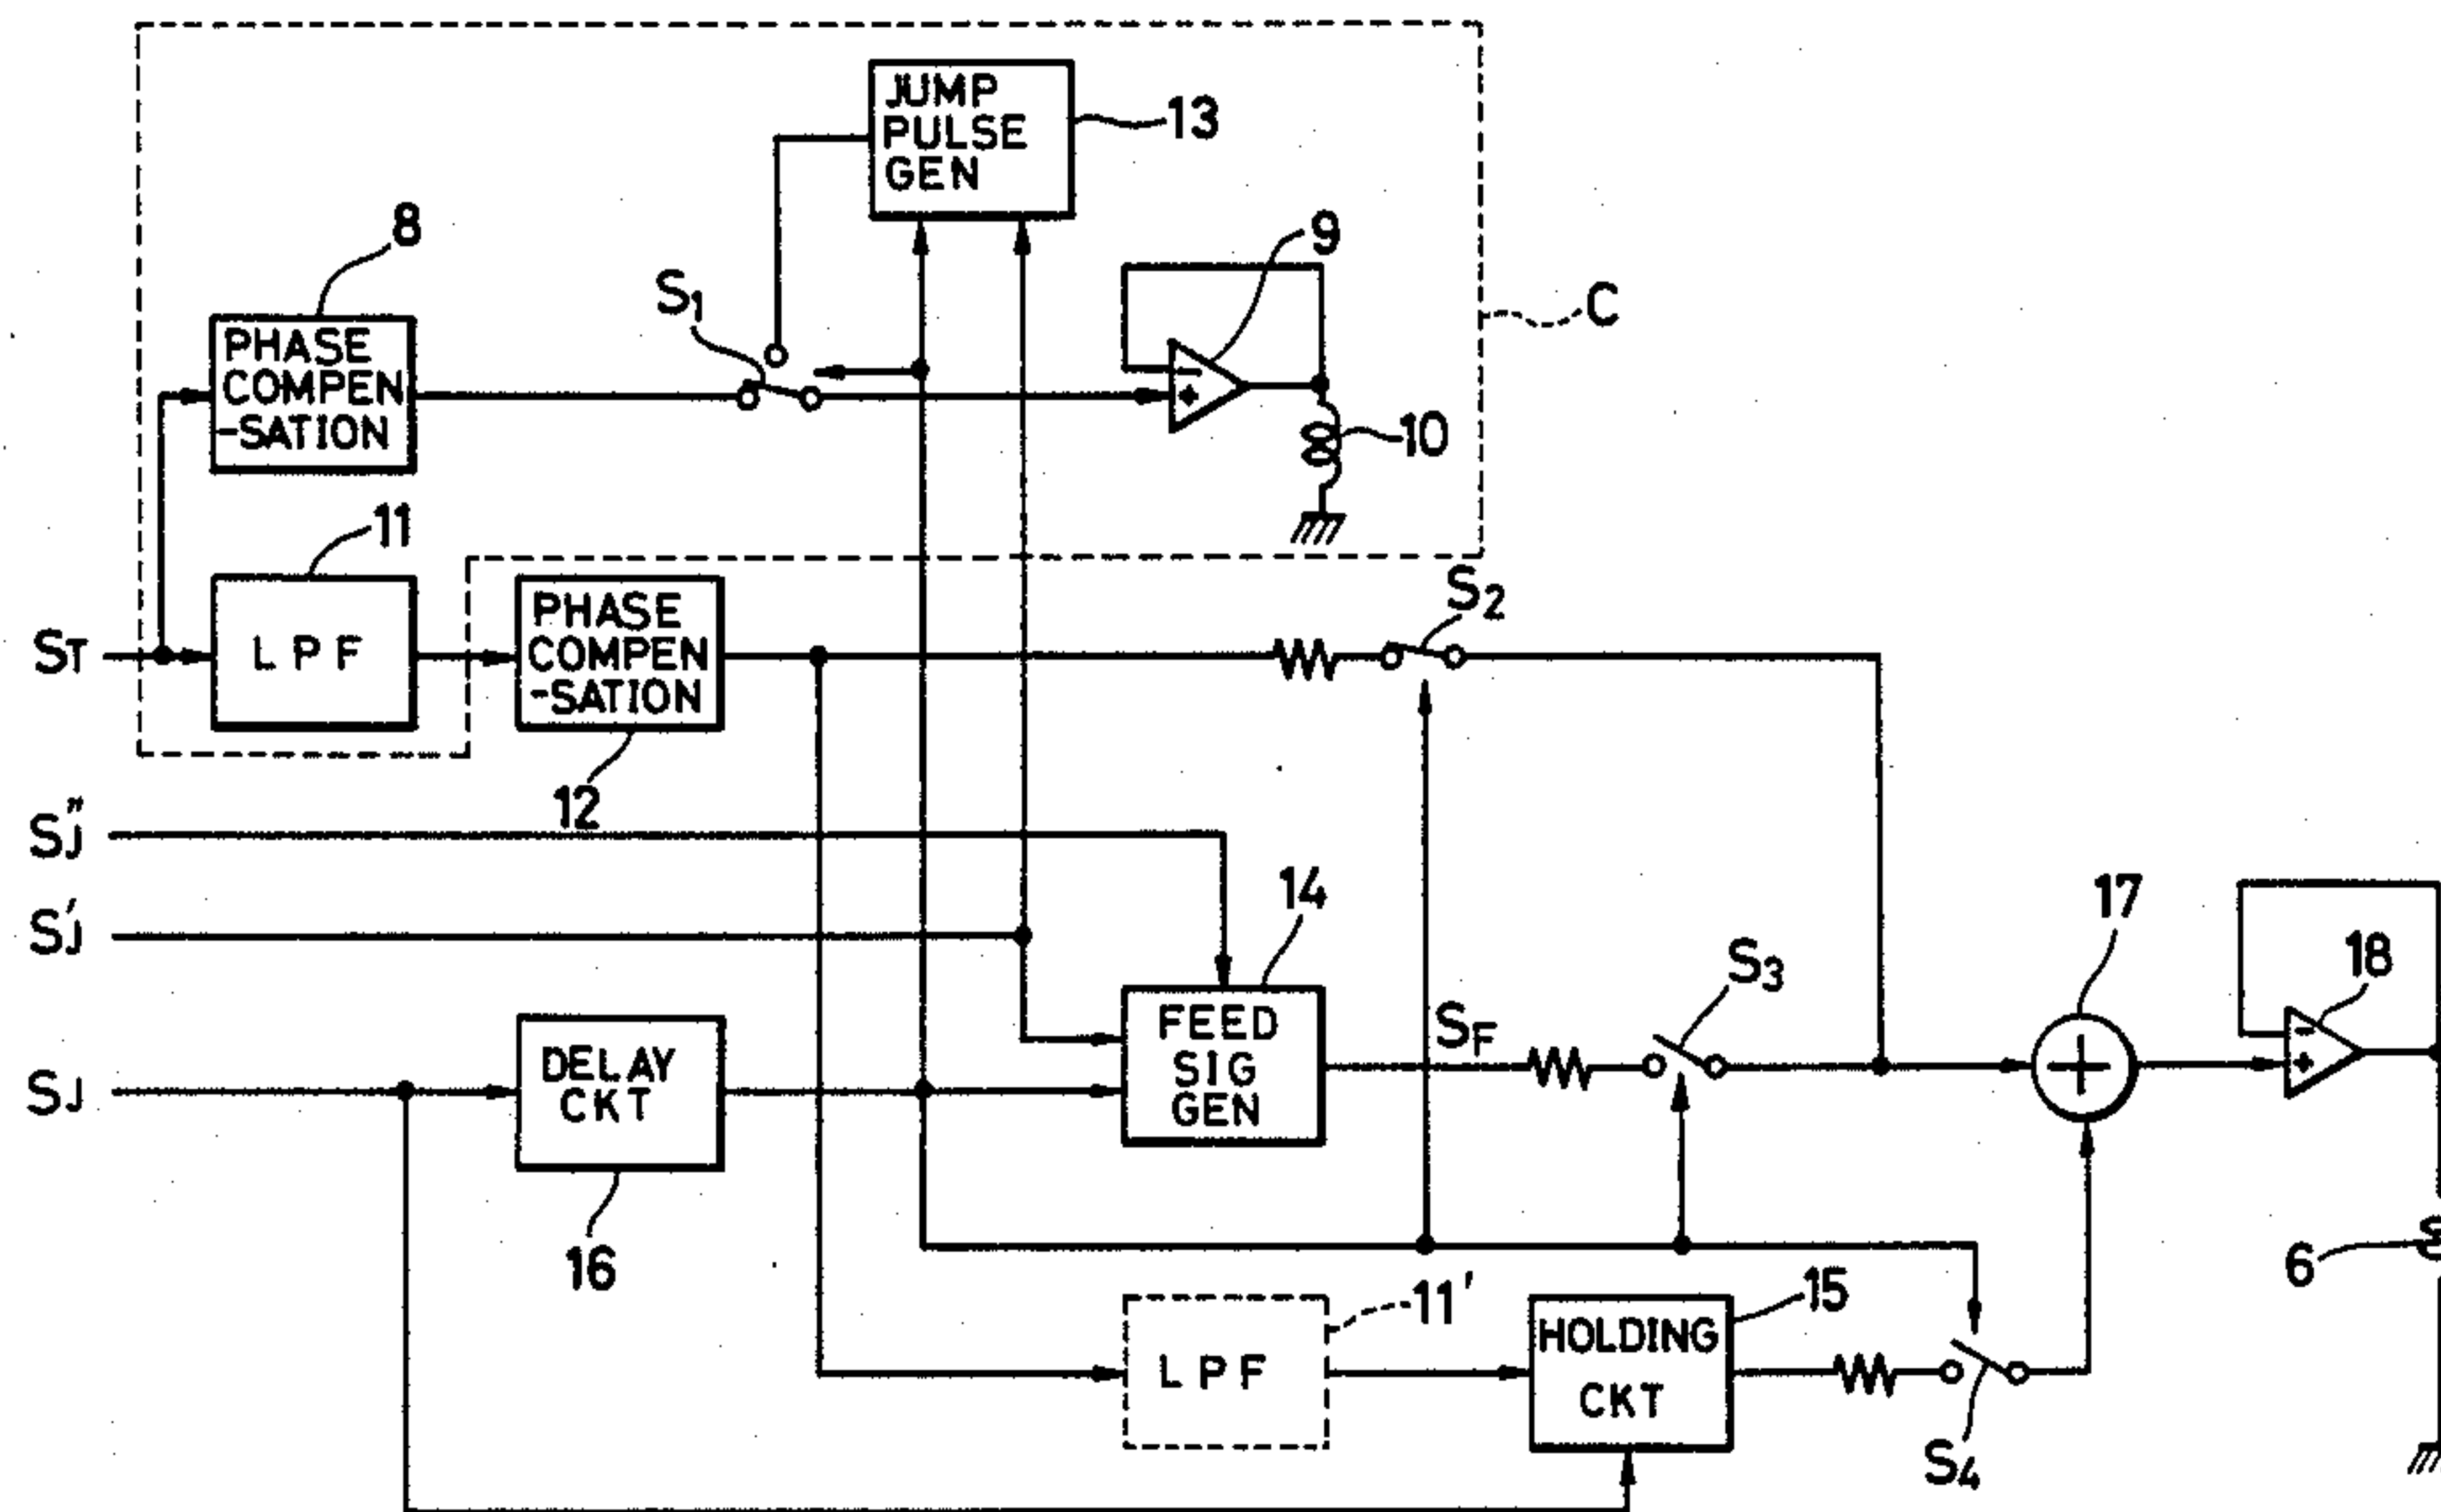 JUMP
PULSE
GEN
13
8
9
S1
C
PHASE
COMPEN
-SATION
-
+
10
11
S2
ST
LPF
PHASE
COMPEN
-SATION
12
SJ"
SJ'
14
17
S3
18
SJ
DELAY
CKT
FEED
SIG
GEN
SF
+
-
+
16
11'
15
6
LPF
HOLDING
CKT
S4